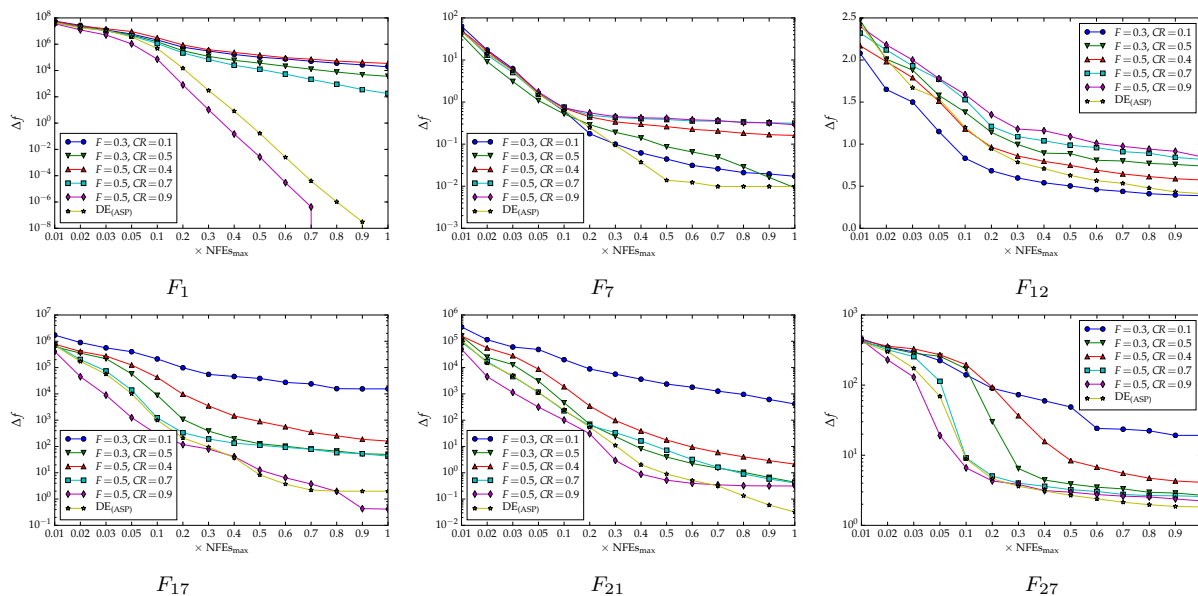 10^8
10^6
10^4
10^2
10^0
10^-2
10^-4
10^-6
10^-8
Δf
F = 0.3, CR = 0.1
F = 0.3, CR = 0.5
F = 0.5, CR = 0.4
F = 0.5, CR = 0.7
F = 0.5, CR = 0.9
DE(ASP)
0.01 0.02 0.03 0.05 0.1 0.2 0.3 0.4 0.5 0.6 0.7 0.8 0.9 1
× NFEsmax
F1
10^2
10^1
10^0
10^-1
10^-2
10^-3
Δf
F = 0.3, CR = 0.1
F = 0.3, CR = 0.5
F = 0.5, CR = 0.4
F = 0.5, CR = 0.7
F = 0.5, CR = 0.9
DE(ASP)
0.01 0.02 0.03 0.05 0.1 0.2 0.3 0.4 0.5 0.6 0.7 0.8 0.9 1
× NFEsmax
F7
2.5
2.0
1.5
1.0
0.5
0.0
Δf
F = 0.3, CR = 0.1
F = 0.3, CR = 0.5
F = 0.5, CR = 0.4
F = 0.5, CR = 0.7
F = 0.5, CR = 0.9
DE(ASP)
0.01 0.02 0.03 0.05 0.1 0.2 0.3 0.4 0.5 0.6 0.7 0.8 0.9 1
× NFEsmax
F12
10^7
10^6
10^5
10^4
10^3
10^2
10^1
10^0
10^-1
Δf
F = 0.3, CR = 0.1
F = 0.3, CR = 0.5
F = 0.5, CR = 0.4
F = 0.5, CR = 0.7
F = 0.5, CR = 0.9
DE(ASP)
0.01 0.02 0.03 0.05 0.1 0.2 0.3 0.4 0.5 0.6 0.7 0.8 0.9 1
× NFEsmax
F17
10^6
10^5
10^4
10^3
10^2
10^1
10^0
10^-1
10^-2
Δf
F = 0.3, CR = 0.1
F = 0.3, CR = 0.5
F = 0.5, CR = 0.4
F = 0.5, CR = 0.7
F = 0.5, CR = 0.9
DE(ASP)
0.01 0.02 0.03 0.05 0.1 0.2 0.3 0.4 0.5 0.6 0.7 0.8 0.9 1
× NFEsmax
F21
10^3
10^2
10^1
10^0
Δf
F = 0.3, CR = 0.1
F = 0.3, CR = 0.5
F = 0.5, CR = 0.4
F = 0.5, CR = 0.7
F = 0.5, CR = 0.9
DE(ASP)
0.01 0.02 0.03 0.05 0.1 0.2 0.3 0.4 0.5 0.6 0.7 0.8 0.9 1
× NFEsmax
F27